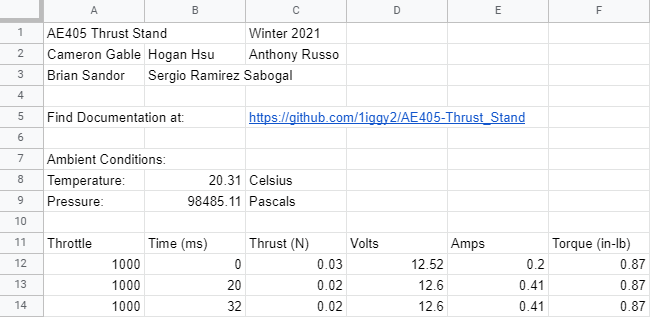 A B C D E F
1 AE405 Thrust Stand Winter 2021
2 Cameron Gable Hogan Hsu Anthony Russo
3 Brian Sandor Sergio Ramirez Sabogal
4
5 Find Documentation at: https://github.com/1iggy2/AE405-Thrust_Stand
6
7 Ambient Conditions:
8 Temperature: 20.31 Celsius
9 Pressure: 98485.11 Pascals
10
11 Throttle Time (ms) Thrust (N) Volts Amps Torque (in-lb)
12 1000 0 0.03 12.52 0.2 0.87
13 1000 20 0.02 12.6 0.41 0.87
14 1000 32 0.02 12.6 0.41 0.87